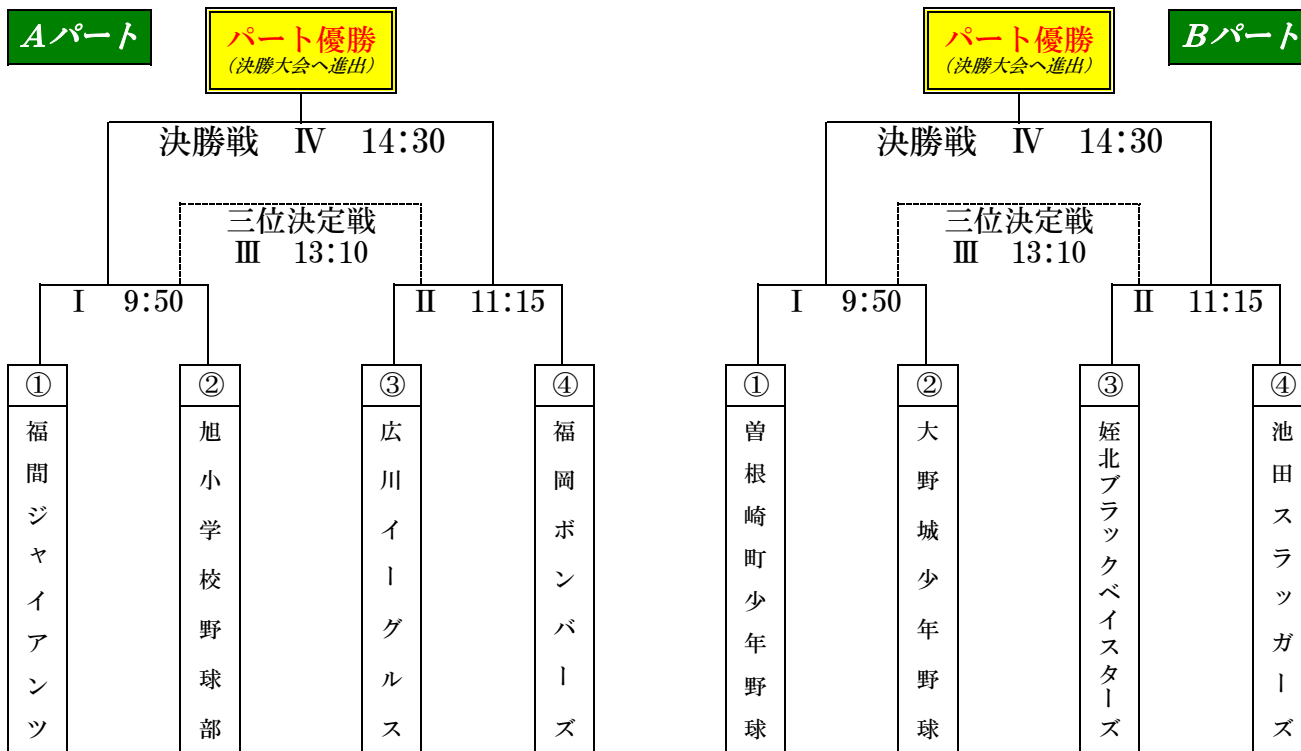 Aパート
パート優勝
(決勝大会へ進出)
決勝戦 Ⅳ 14:30
三位決定戦
Ⅲ 13:10
Ⅰ 9:50
Ⅱ 11:15
①
福間ジャイアンツ
②
旭小学校野球部
③
広川イーグルス
④
福岡ボンバーズ
Bパート
パート優勝
(決勝大会へ進出)
決勝戦 Ⅳ 14:30
三位決定戦
Ⅲ 13:10
Ⅰ 9:50
Ⅱ 11:15
①
曽根崎町少年野球
②
大野城少年野球
③
姪北ブラックベイスターズ
④
池田スラッガーズ